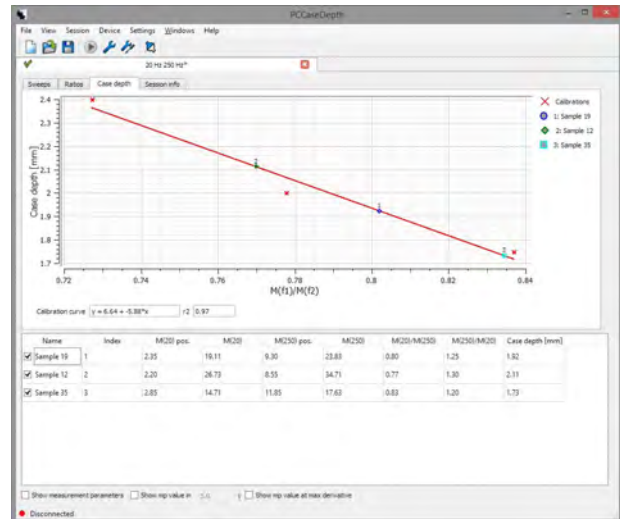 PCCaseDepth
File View Session Device Settings Windows Help
20 Hz 250 Hz*
Sweeps Ratios Case depth Session info
Case depth [mm]
2.4
2.3
2.2
2.1
2
1.9
1.8
1.7
0.72 0.74 0.76 0.78 0.8 0.82 0.84
M(f1)/M(f2)
2
1
3
Calibrations
1: Sample 19
2: Sample 12
3: Sample 35
Calibration curve y = 6.64 + -5.88*x r2 0.97
Name Index M(20) pos. M(20) M(250) pos. M(250) M(20)/M(250) M(250)/M(20) Case depth [mm]
Sample 19 1 2.35 19.11 9.30 23.83 0.80 1.25 1.92
Sample 12 2 2.20 26.73 8.55 34.71 0.77 1.30 2.11
Sample 35 3 2.85 14.71 11.85 17.63 0.83 1.20 1.73
Show measurement parameters Show mp value in Show mp value at max derivative
Disconnected